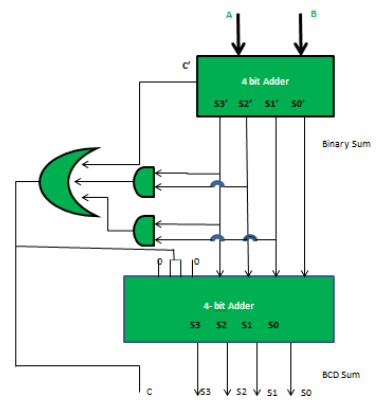 A B
C'
4 bit Adder
S3' S2' S1' S0'
Binary Sum
0 0
4- bit Adder
S3 S2 S1 S0
BCD Sum
C S3 S2 S1 S0